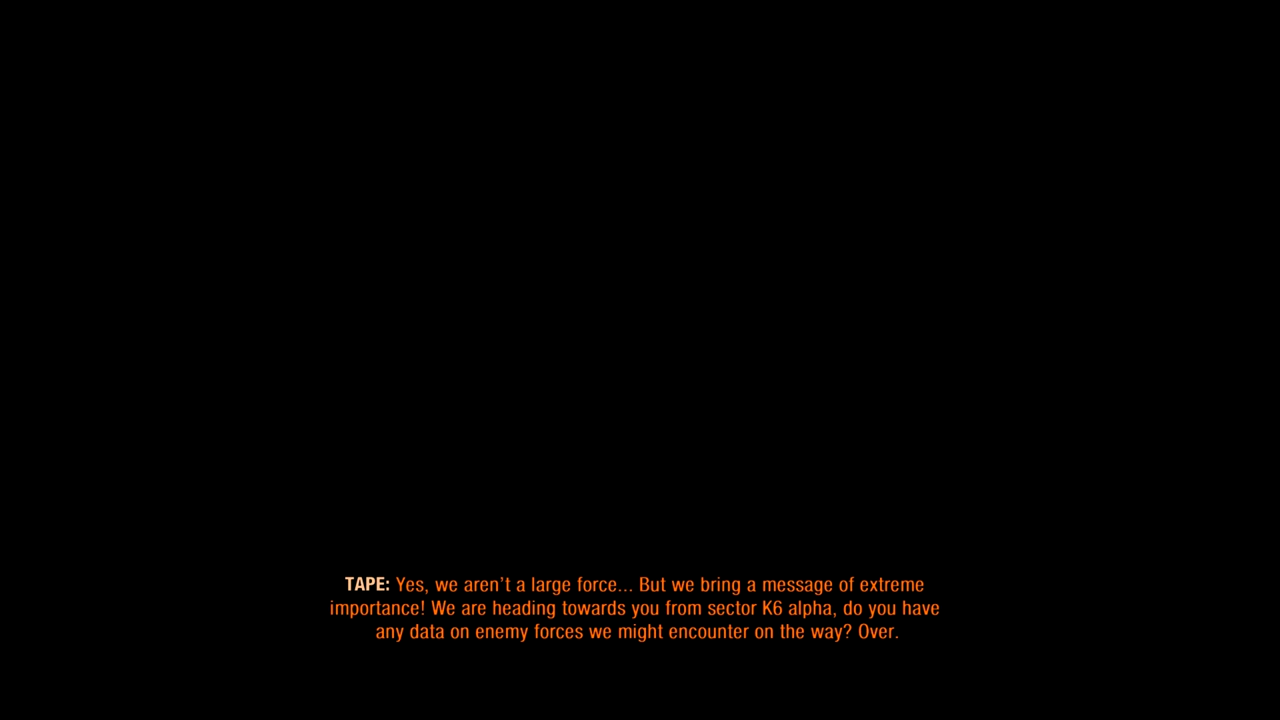 TAPE: Yes, we aren't a large force... But we bring a message of extreme
importance! We are heading towards you from sector K6 alpha, do you have
any data on enemy forces we might encounter on the way? Over.